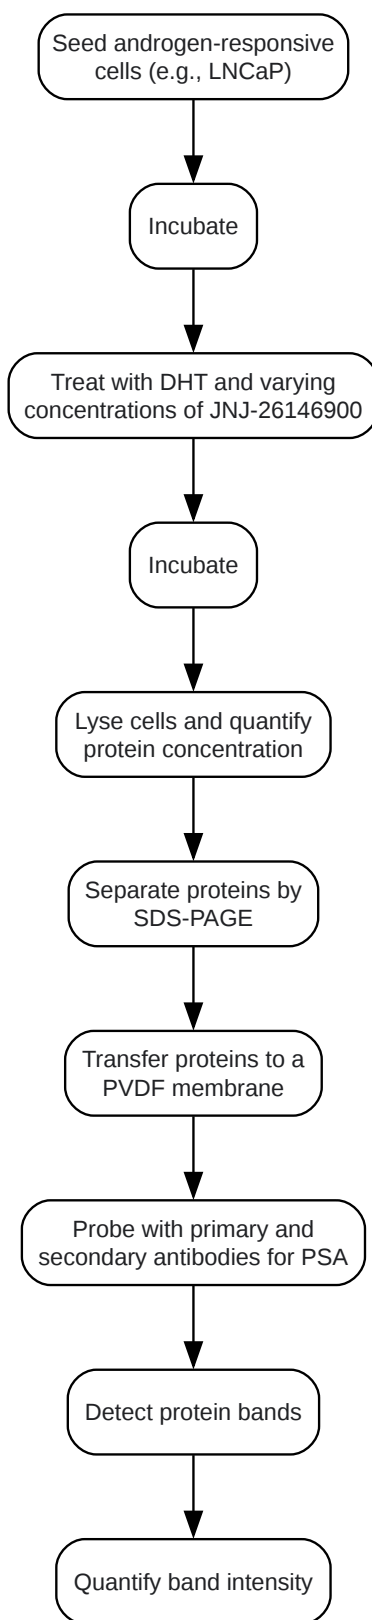 Seed androgen-responsive
cells (e.g., LNCaP)
Incubate
Treat with DHT and varying
concentrations of JNJ-26146900
Incubate
Lyse cells and quantify
protein concentration
Separate proteins by
SDS-PAGE
Transfer proteins to a
PVDF membrane
Probe with primary and
secondary antibodies for PSA
Detect protein bands
Quantify band intensity